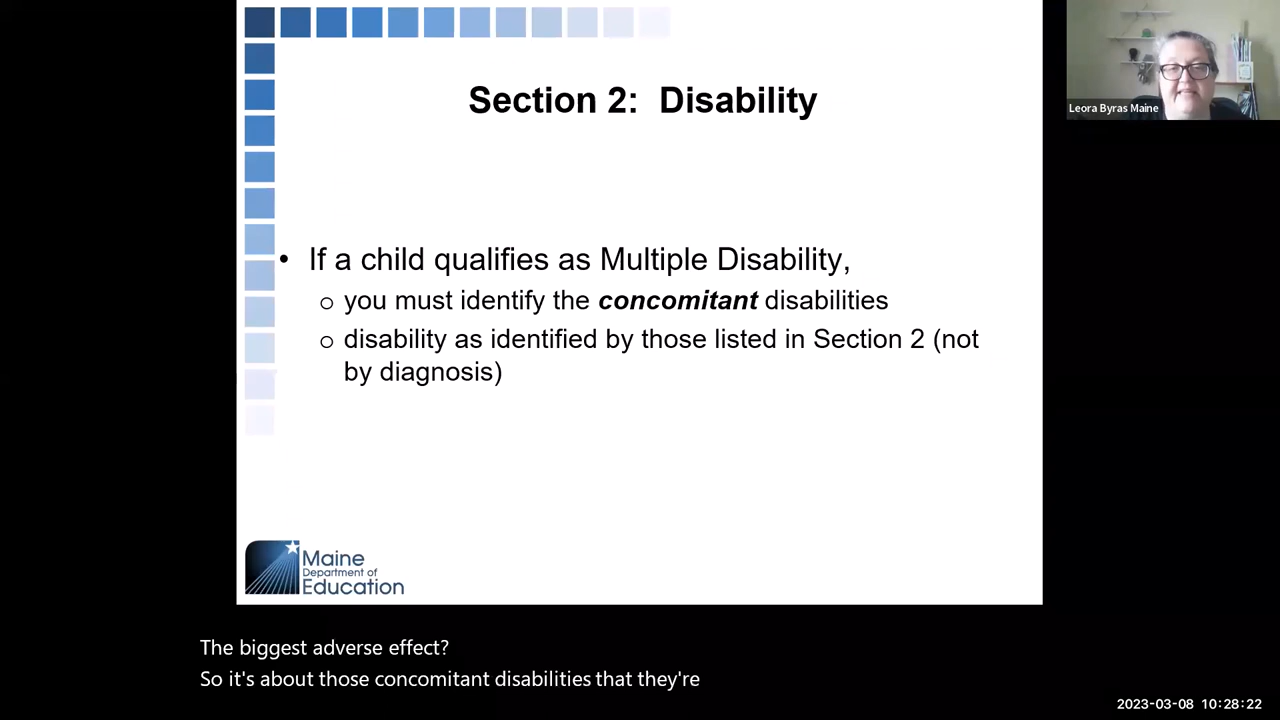 Section 2: Disability
Leora Byras Maine
• If a child qualifies as Multiple Disability,
o you must identify the concomitant disabilities
o disability as identified by those listed in Section 2 (not
by diagnosis)
Maine
Department of
Education
The biggest adverse effect?
So it's about those concomitant disabilities that they're
2023-03-08 10:28:22